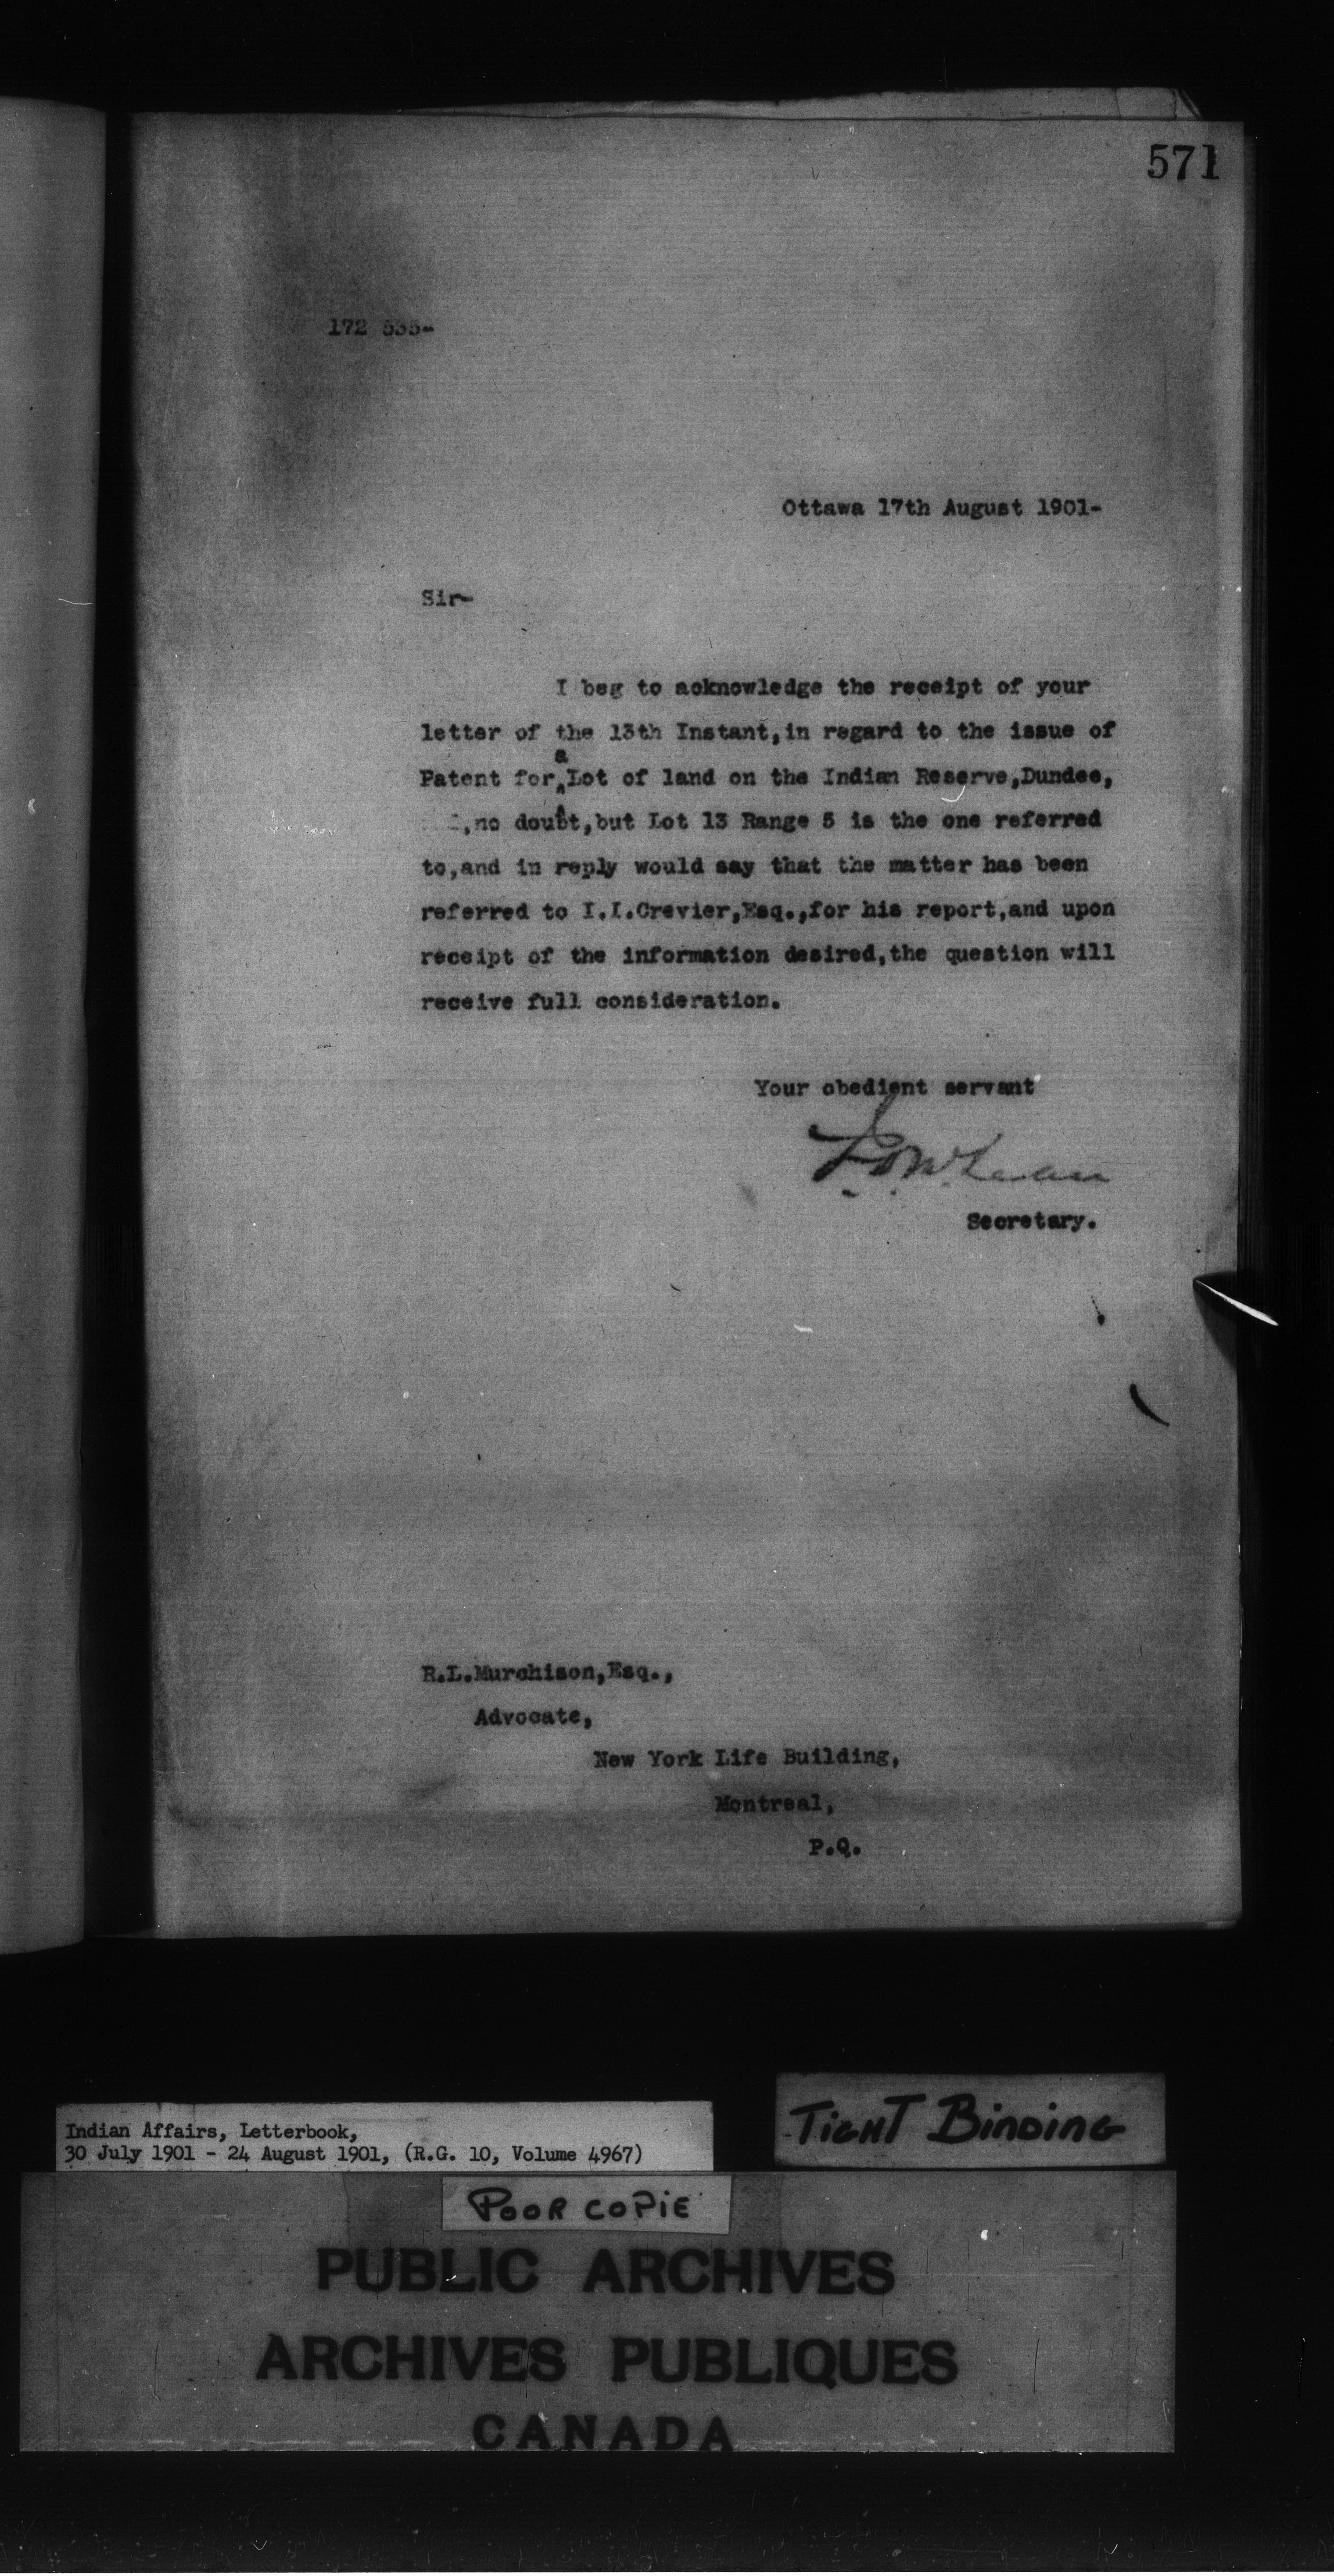 571
172 535-
Ottawa 17th August 1901-
Sir-
I beg to acknowledge the receipt of your
letter of the 13th Instant,in regard to the issue of
a
Patent for Lot of land on the Indian Reserve,Dundee,
,no doubt,but Lot 13 Range 5 is the one referred
to,and in reply would say that the matter has been
referred to I.I.Crevier,Esq.,for his report,and upon
receipt of the information desired,the question will
receive full consideration.
Your obedient servant
J.D.McLean
Secretary.
R.L.Murchison,Esq.,
Advocate,
New York Life Building,
Montreal,
P.Q.
Indian Affairs, Letterbook,
30 July 1901 - 24 August 1901, (R.G. 10, Volume 4967)
TIGHT BINDING
POOR COPIE
PUBLIC ARCHIVES
ARCHIVES PUBLIQUES
CANADA